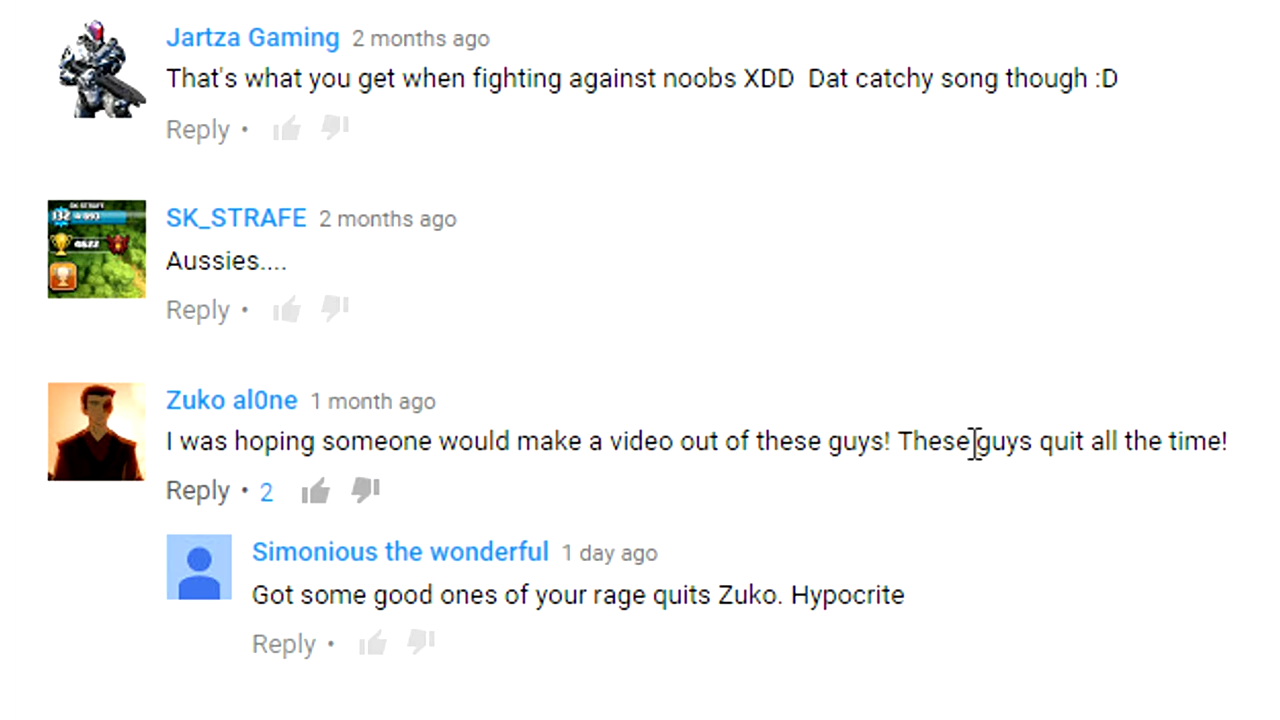 Jartza Gaming 2 months ago
That's what you get when fighting against noobs XDD  Dat catchy song though :D
Reply •
SK_STRAFE 2 months ago
Aussies....
Reply •
Zuko al0ne 1 month ago
I was hoping someone would make a video out of these guys! These guys quit all the time!
Reply • 2
Simonious the wonderful 1 day ago
Got some good ones of your rage quits Zuko. Hypocrite
Reply •